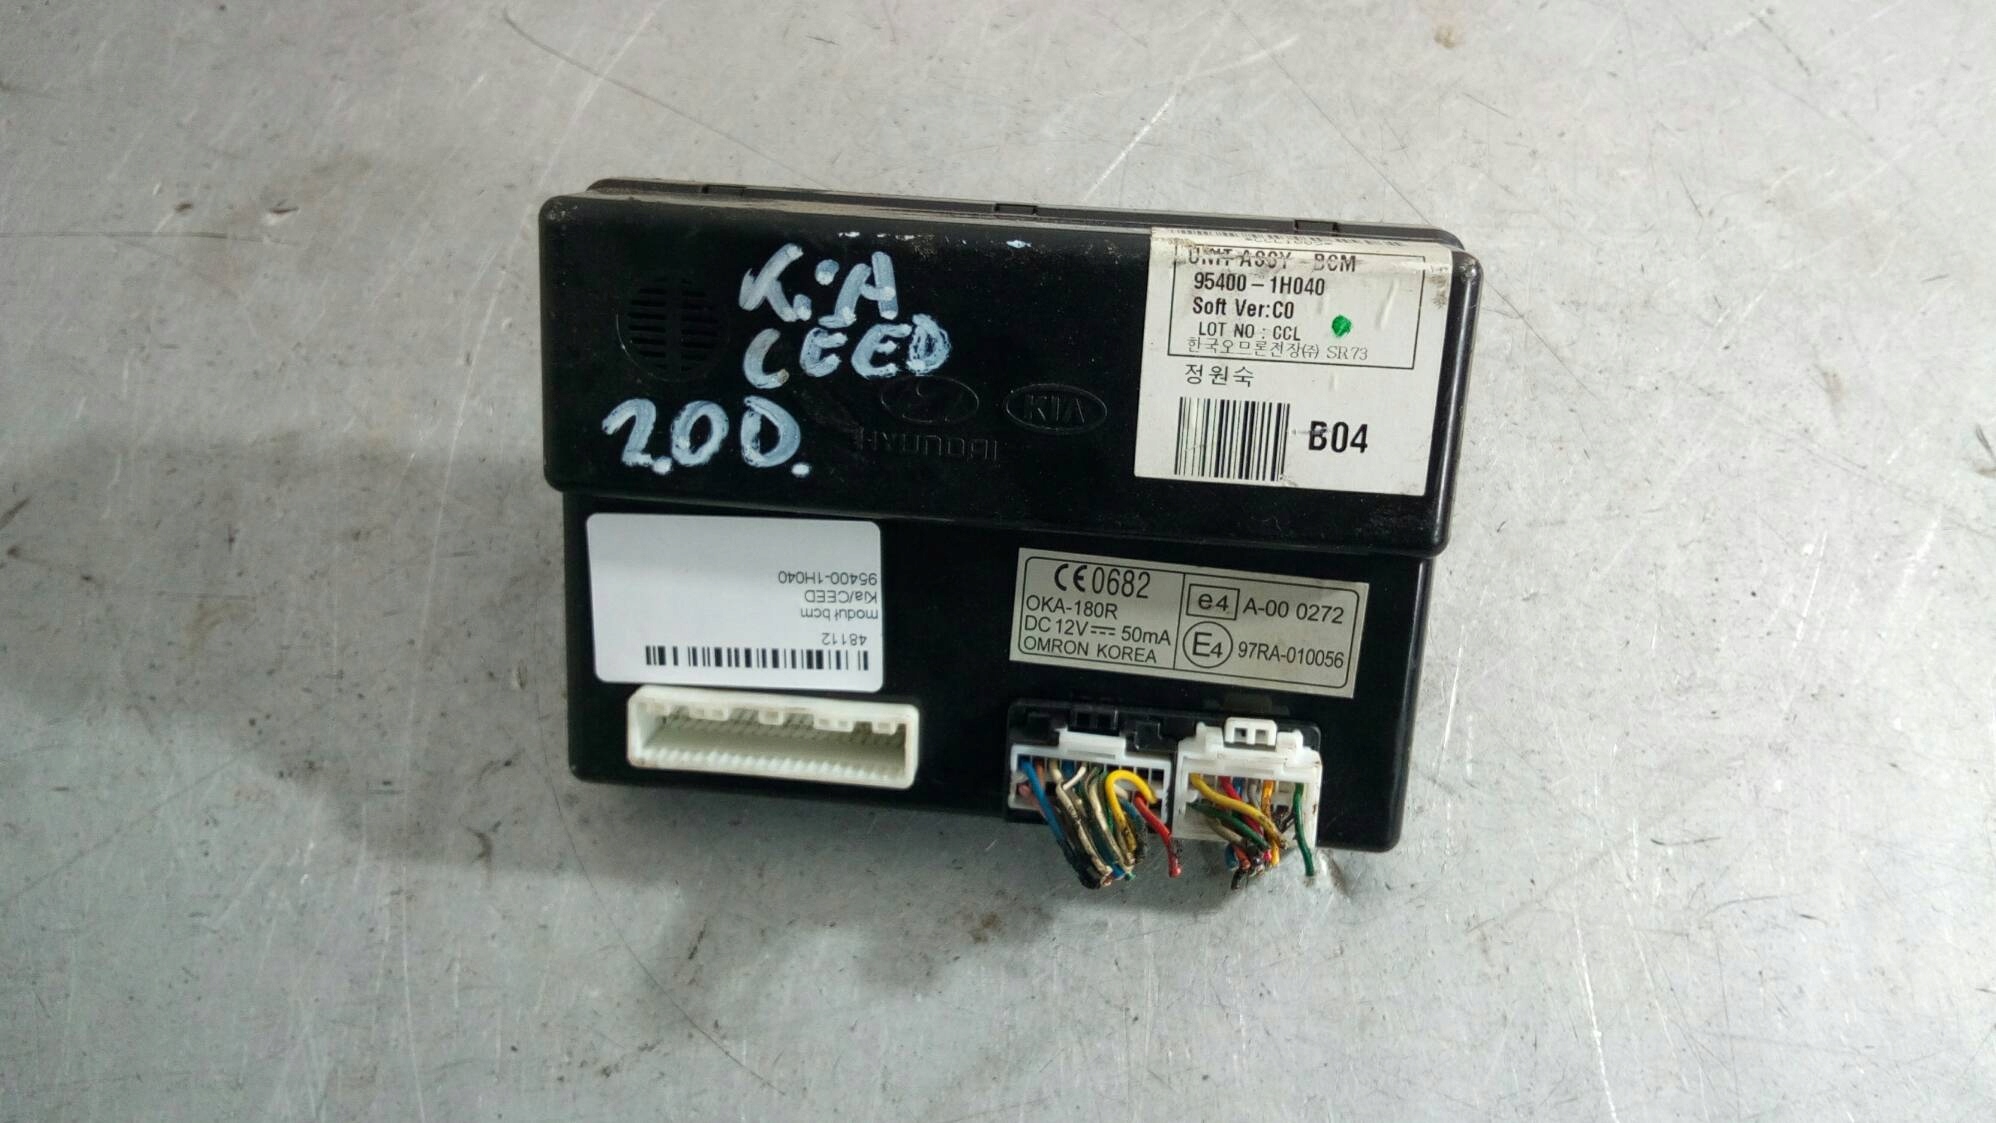 UNIT ASSY - BCM
95400-1H040
Soft Ver:C0
LOT NO : CCL
한국오므론전장(주) SR73
정원숙
B04
KIA
CEED
2.0D.
HYUNDAI
KIA
48112
moduł bcm
Kia/CEED
95400-1H040
CE0682
OKA-180R
DC 12V 50mA
OMRON KOREA
e4 A-00 0272
E4 97RA-010056